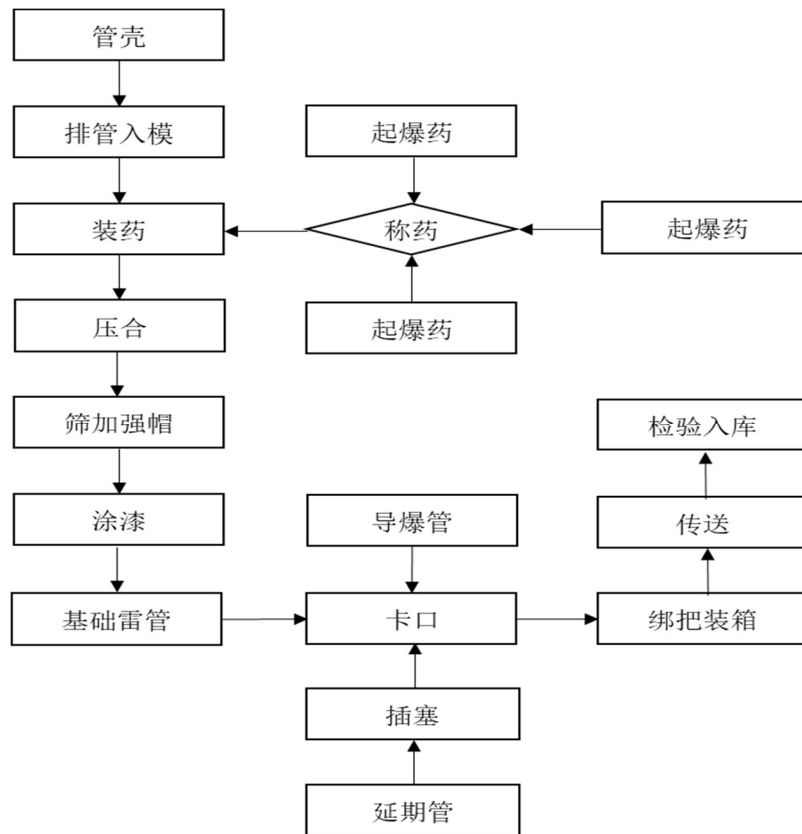 管壳
排管入模
起爆药
装药
称药
起爆药
压合
起爆药
筛加强帽
检验入库
涂漆
导爆管
传送
基础雷管
卡口
绑把装箱
插塞
延期管